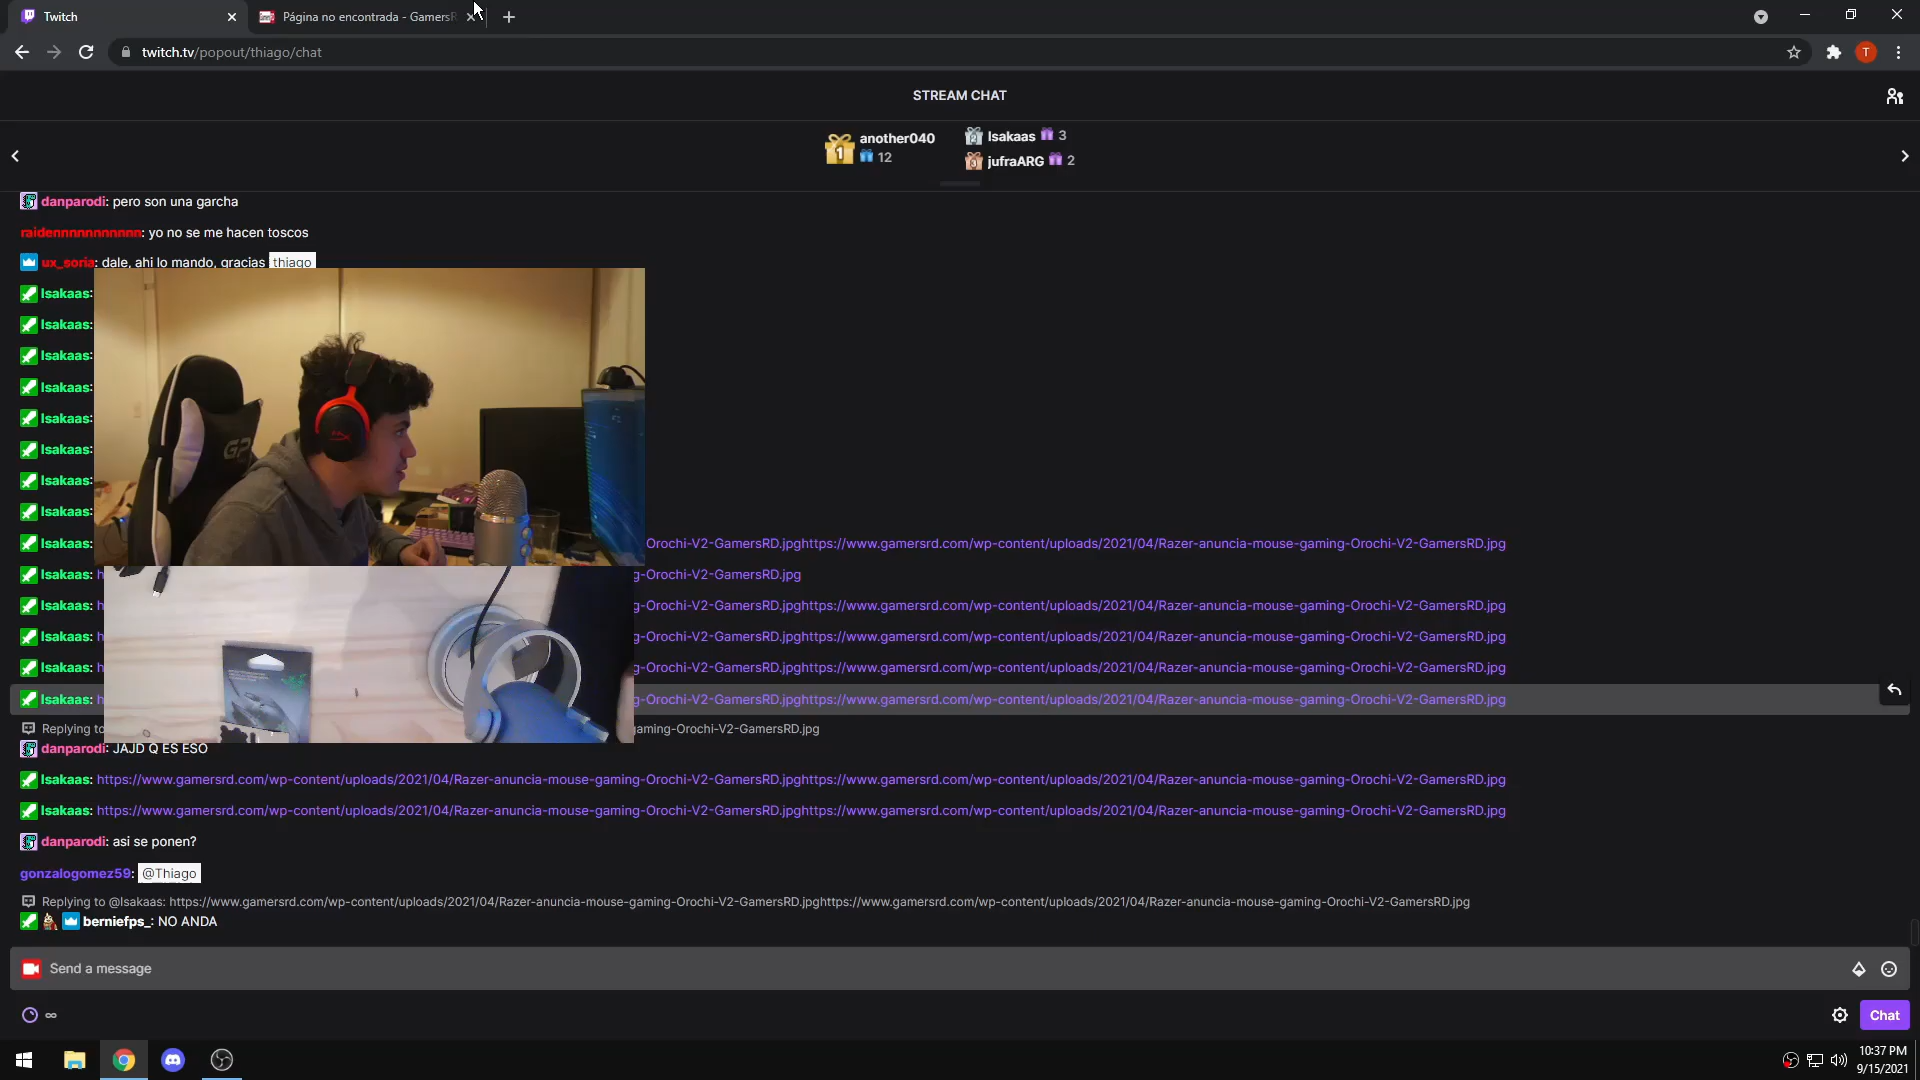 Twitch
Página no encontrada - GamersR
twitch.tv/popout/thiago/chat
T
STREAM CHAT
1 another040
12
2 Isakaas 3
3 jufraARG 2
danparodi: pero son una garcha
raidennnnnnnnnnn: yo no se me hacen toscos
ux_soria: dale, ahi lo mando, gracias thiago
Isakaas:
Isakaas:
Isakaas:
Isakaas:
Isakaas:
Isakaas:
Isakaas:
Isakaas:
Isakaas: Orochi-V2-GamersRD.jpghttps://www.gamersrd.com/wp-content/uploads/2021/04/Razer-anuncia-mouse-gaming-Orochi-V2-GamersRD.jpg
Isakaas: h g-Orochi-V2-GamersRD.jpg
Isakaas: h g-Orochi-V2-GamersRD.jpghttps://www.gamersrd.com/wp-content/uploads/2021/04/Razer-anuncia-mouse-gaming-Orochi-V2-GamersRD.jpg
Isakaas: h g-Orochi-V2-GamersRD.jpghttps://www.gamersrd.com/wp-content/uploads/2021/04/Razer-anuncia-mouse-gaming-Orochi-V2-GamersRD.jpg
Isakaas: h g-Orochi-V2-GamersRD.jpghttps://www.gamersrd.com/wp-content/uploads/2021/04/Razer-anuncia-mouse-gaming-Orochi-V2-GamersRD.jpg
Isakaas: h g-Orochi-V2-GamersRD.jpghttps://www.gamersrd.com/wp-content/uploads/2021/04/Razer-anuncia-mouse-gaming-Orochi-V2-GamersRD.jpg
Replying to gaming-Orochi-V2-GamersRD.jpg
danparodi: JAJD Q ES ESO
Isakaas: https://www.gamersrd.com/wp-content/uploads/2021/04/Razer-anuncia-mouse-gaming-Orochi-V2-GamersRD.jpghttps://www.gamersrd.com/wp-content/uploads/2021/04/Razer-anuncia-mouse-gaming-Orochi-V2-GamersRD.jpg
Isakaas: https://www.gamersrd.com/wp-content/uploads/2021/04/Razer-anuncia-mouse-gaming-Orochi-V2-GamersRD.jpghttps://www.gamersrd.com/wp-content/uploads/2021/04/Razer-anuncia-mouse-gaming-Orochi-V2-GamersRD.jpg
danparodi: asi se ponen?
gonzalogomez59: @Thiago
Replying to @Isakaas: https://www.gamersrd.com/wp-content/uploads/2021/04/Razer-anuncia-mouse-gaming-Orochi-V2-GamersRD.jpghttps://www.gamersrd.com/wp-content/uploads/2021/04/Razer-anuncia-mouse-gaming-Orochi-V2-GamersRD.jpg
berniefps_: NO ANDA
Send a message
∞
Chat
10:37 PM
9/15/2021